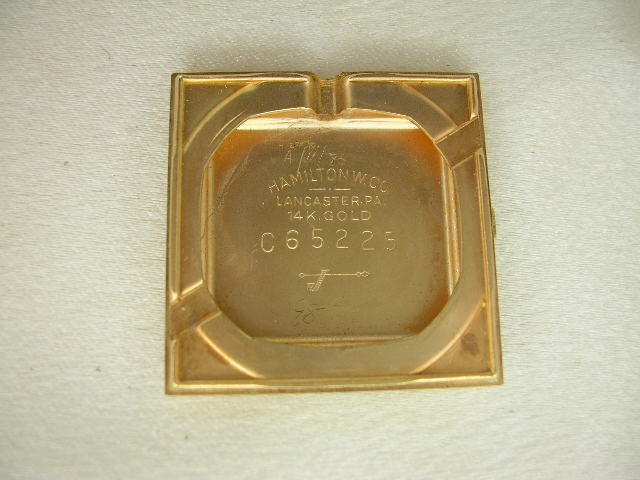 HAMILTON W. CO
LANCASTER, PA.
14K. GOLD
C65225
J